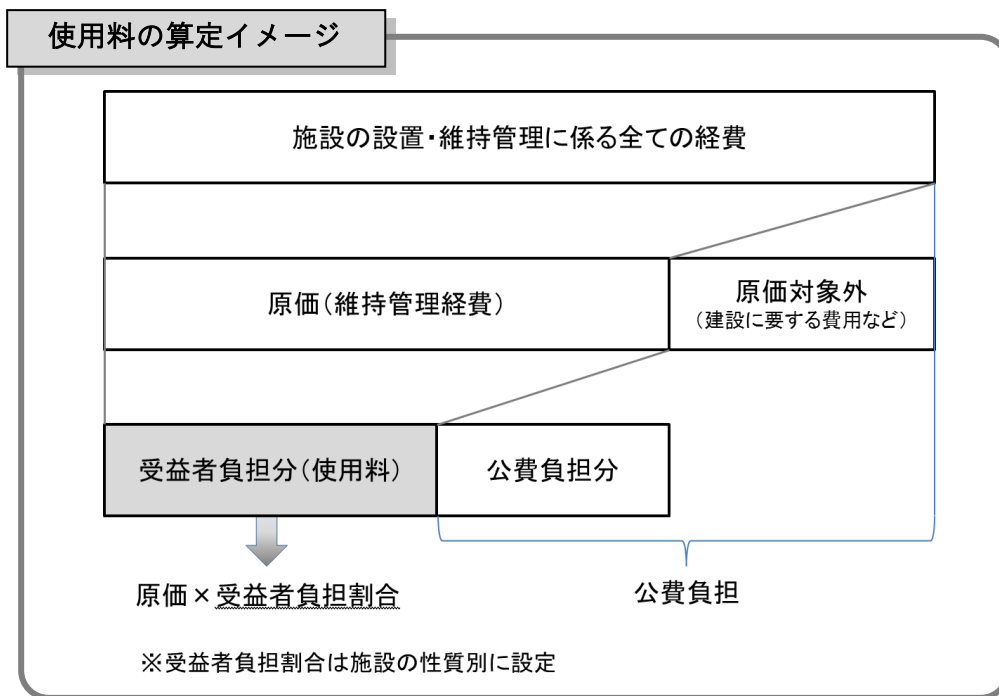 使用料の算定イメージ
施設の設置・維持管理に係る全ての経費
原価（維持管理経費）
原価対象外
（建設に要する費用など）
受益者負担分（使用料）
公費負担分
原価×受益者負担割合
公費負担
※受益者負担割合は施設の性質別に設定